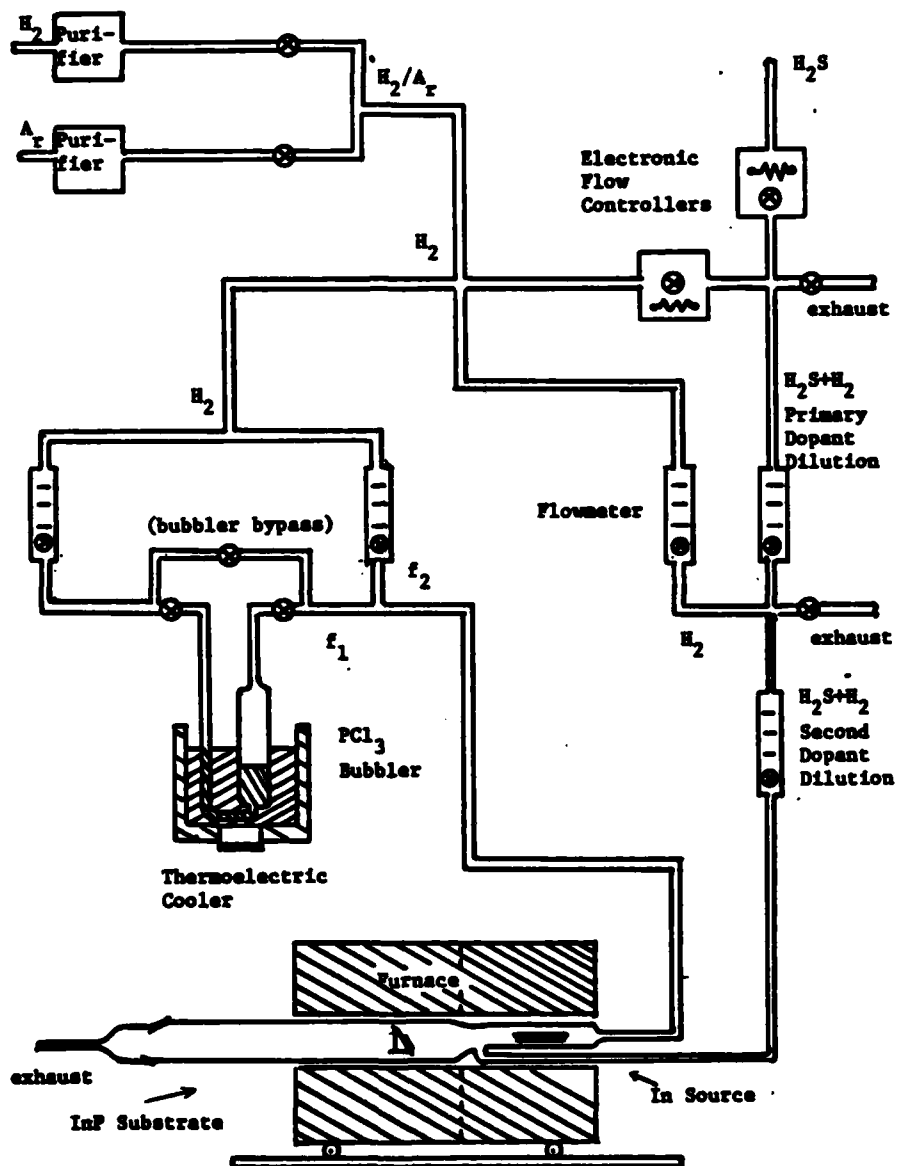 H2
Puri-
fier
H2/Ar
Ar
Puri-
fier
H2S
Electronic
Flow
Controllers
H2
exhaust
H2
H2S+H2
Primary
Dopant
Dilution
(bubbler bypass)
Flowmeter
f2
f1
H2
exhaust
PCl3
Bubbler
H2S+H2
Second
Dopant
Dilution
Thermoelectric
Cooler
Furnace
exhaust
InP Substrate
In Source